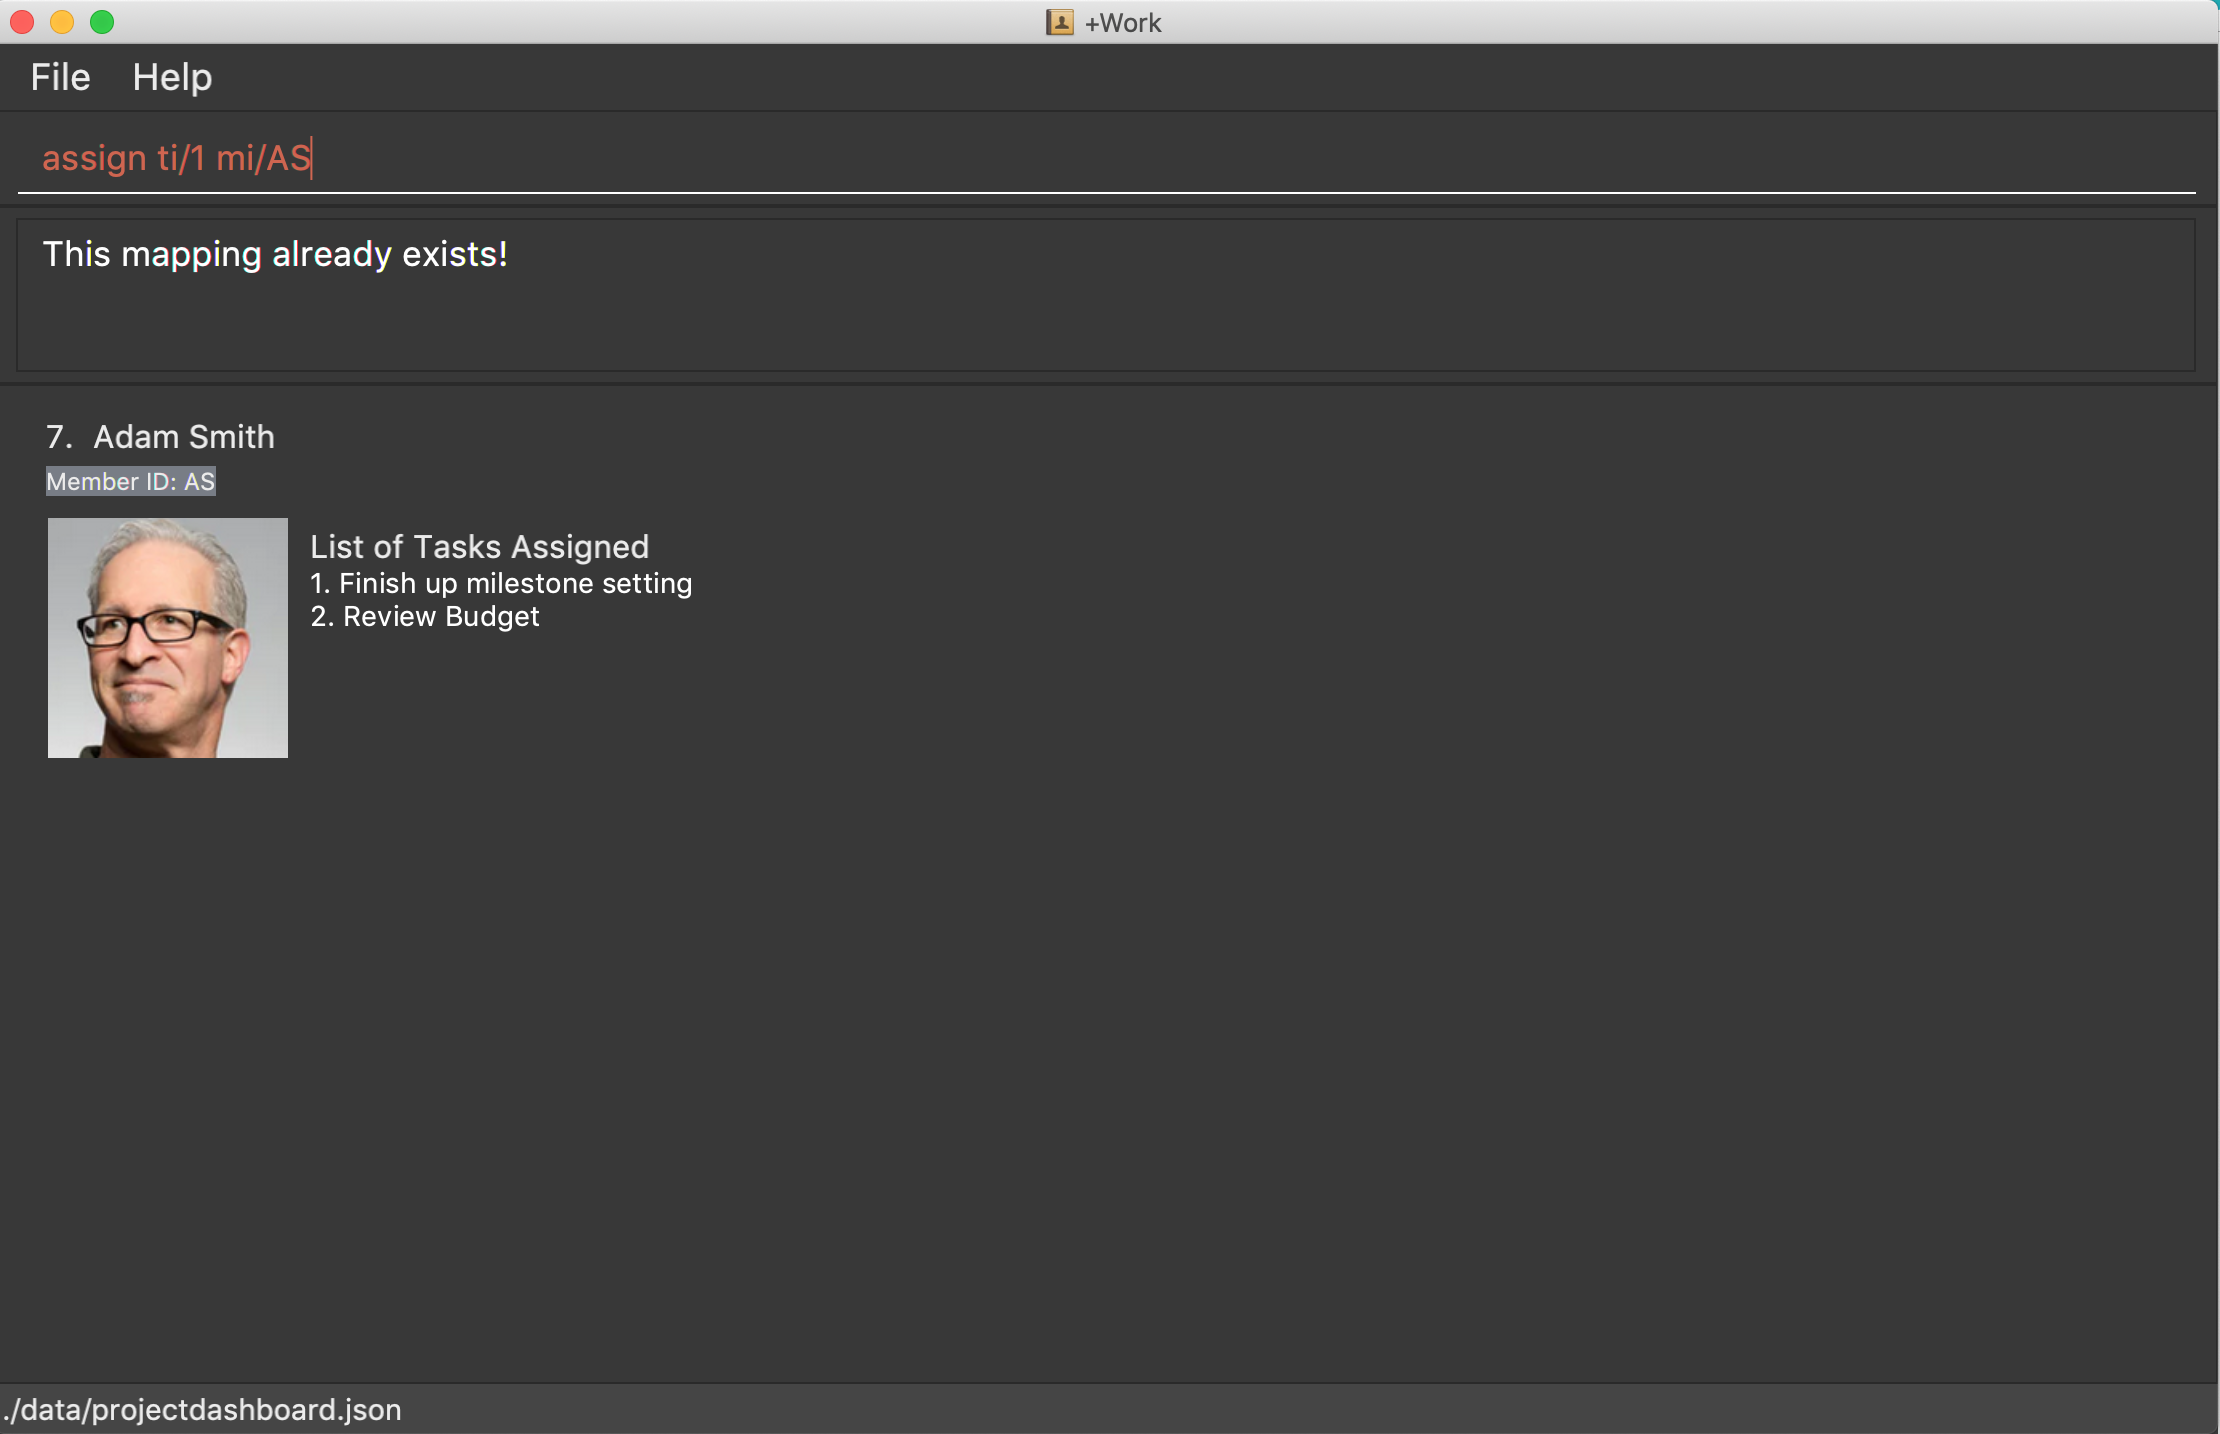 +Work
File Help
assign ti/1 mi/AS
This mapping already exists!
7. Adam Smith
Member ID: AS
List of Tasks Assigned
1. Finish up milestone setting
2. Review Budget
./data/projectdashboard.json